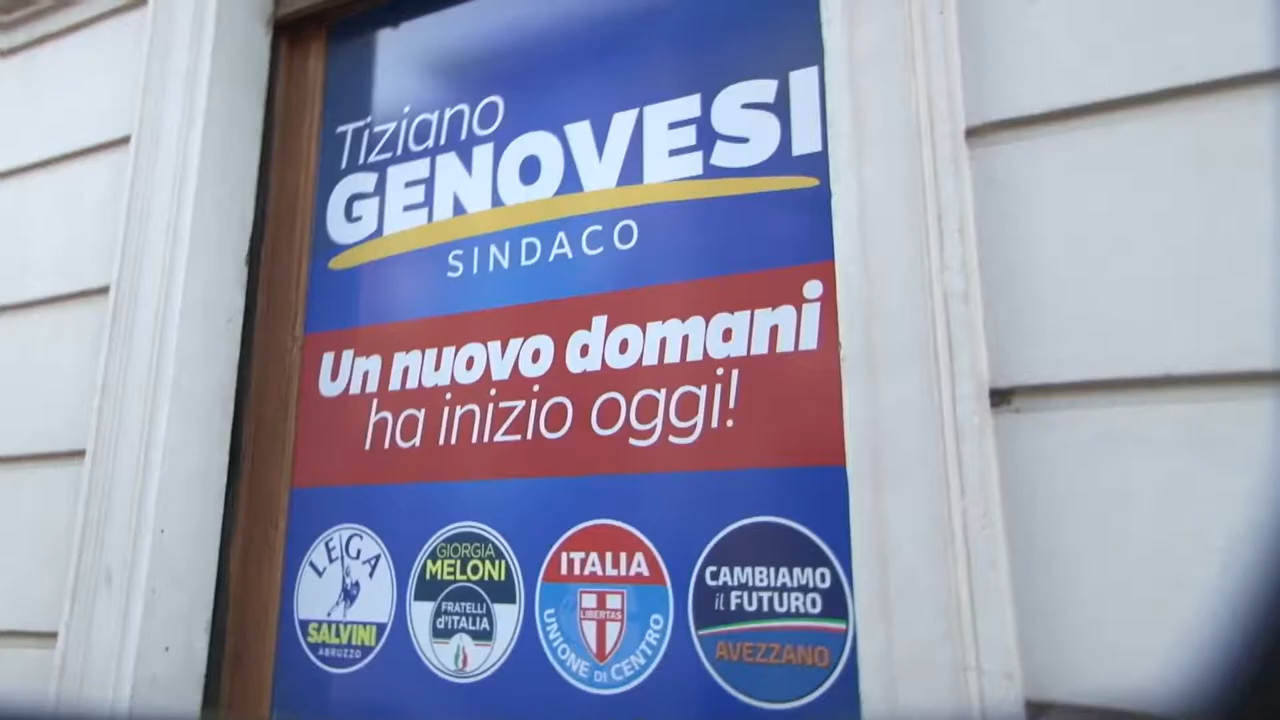 Tiziano
GENOVESI
SINDACO
Un nuovo domani
ha inizio oggi!
LEGA
SALVINI
ABRUZZO
GIORGIA
MELONI
FRATELLI
d'ITALIA
ITALIA
LIBERTAS
UNIONE DI CENTRO
CAMBIAMO
il FUTURO
AVEZZANO